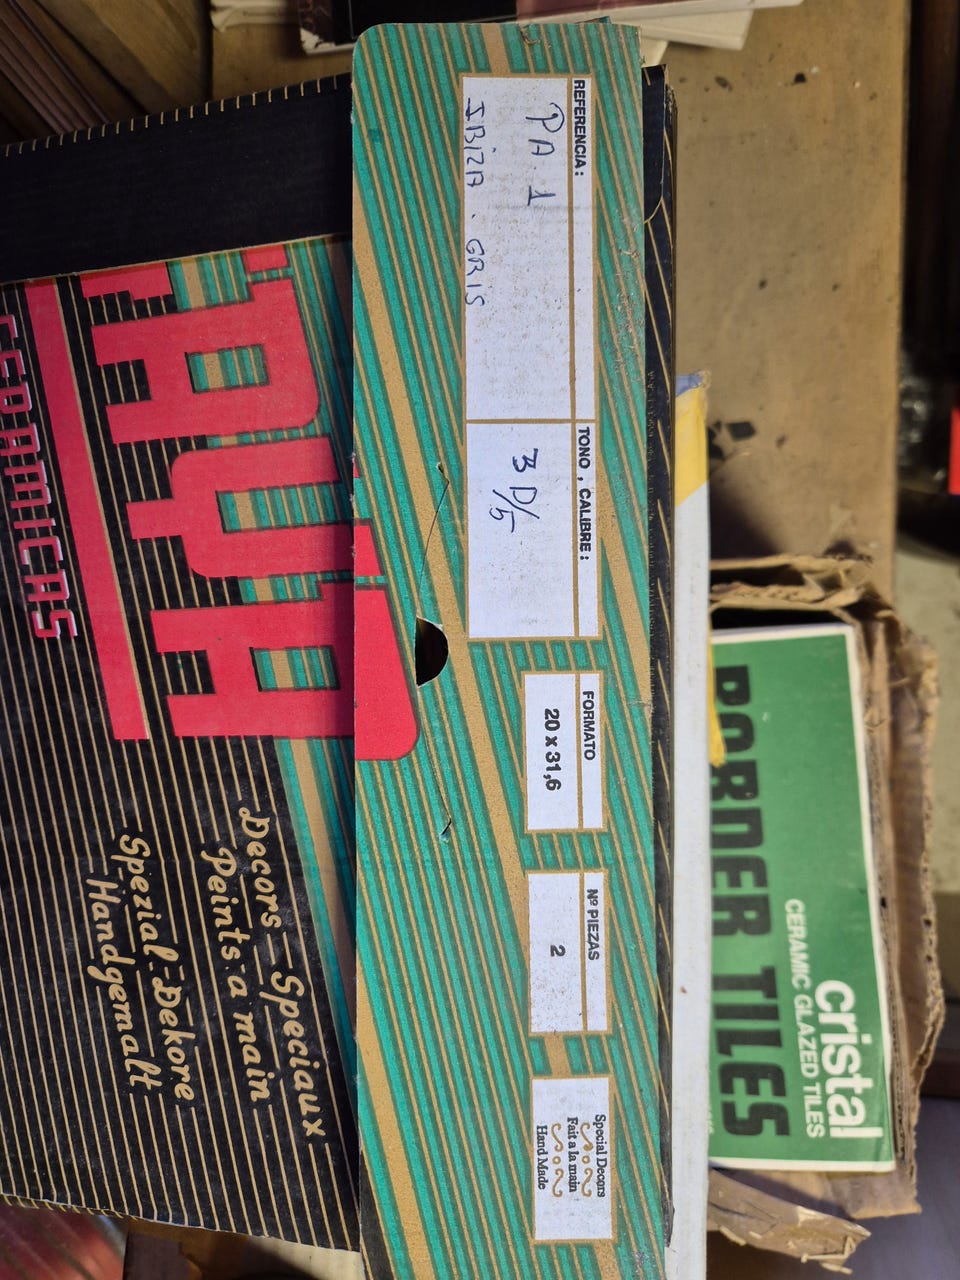 REFERENCIA:
PA. 1
IBIZA. GRIS
TONO, CALIBRE:
3 D/5
FORMATO
20 x 31,6
Nº PIEZAS
2
Special Decors
Fait a la main
Hand Made
CERAMICAS
Decors-Speciaux
Peints-a main
Spezial-Dekore
Handgemalt
cristal
CERAMIC GLAZED TILES
BORDER TILES